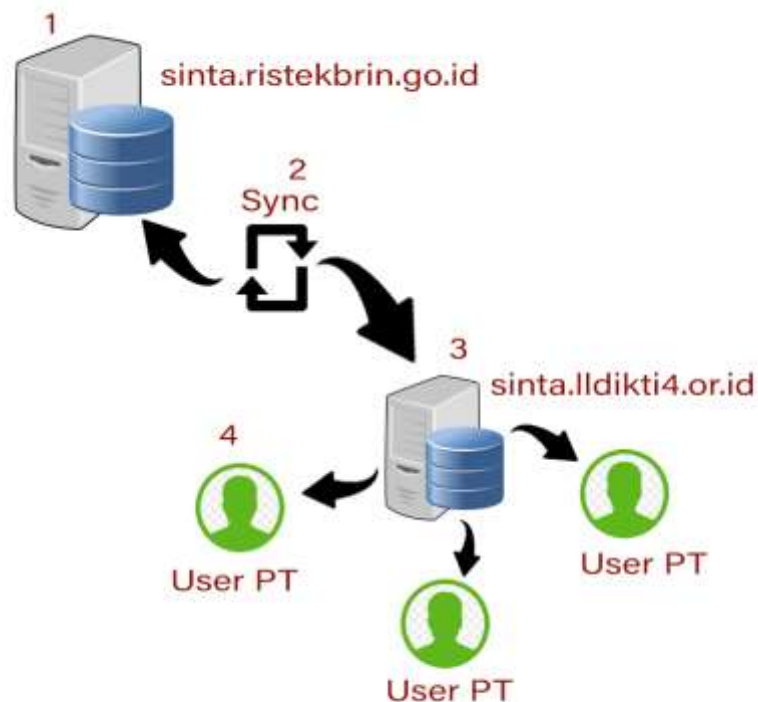 1
sinta.ristekbrin.go.id
2
Sync
3
sinta.lldikti4.or.id
4
User PT
User PT
User PT